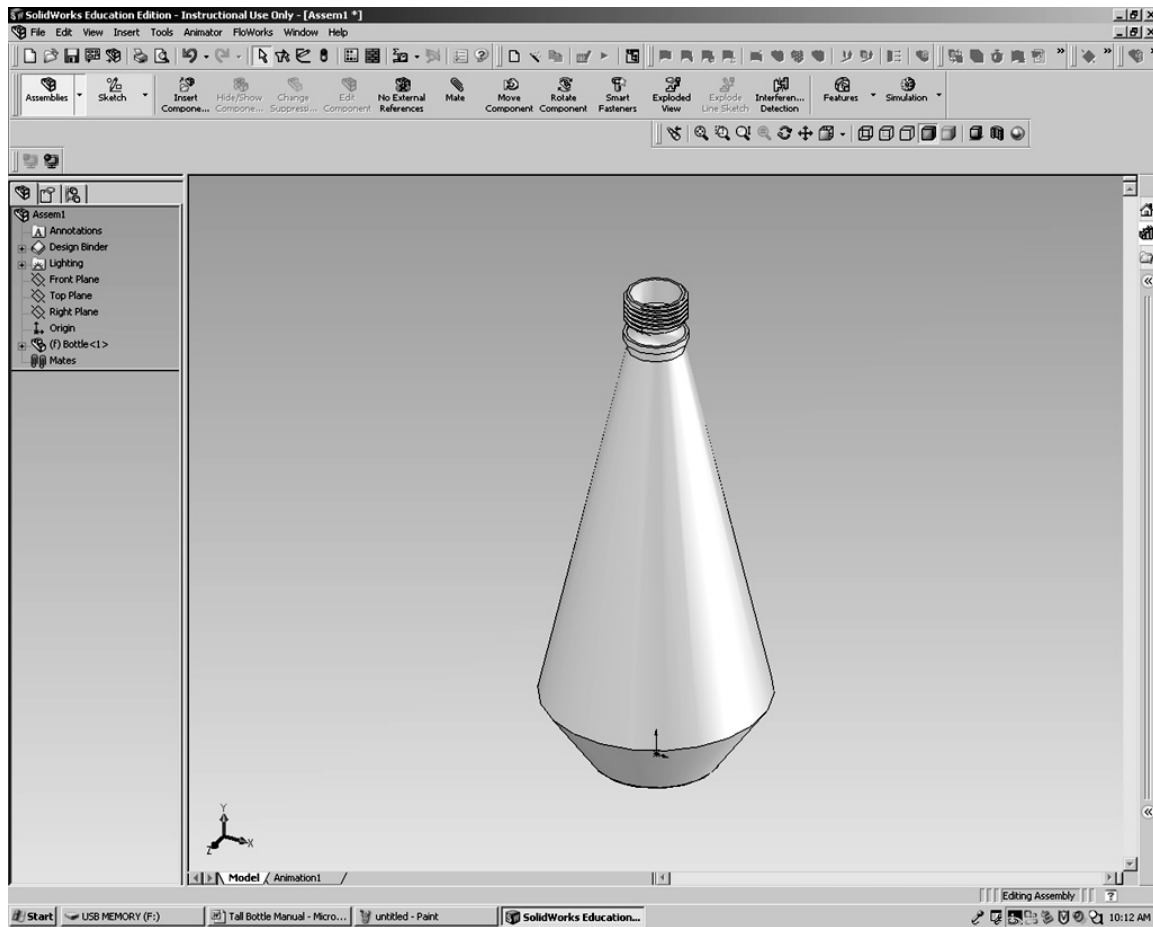 SolidWorks Education Edition - Instructional Use Only - [Assem1 *]
File Edit View Insert Tools Animator FloWorks Window Help
Assemblies
Sketch
Insert Compone...
Hide/Show Compone...
Change Suppressi...
Edit Component
No External References
Mate
Move Component
Rotate Component
Smart Fasteners
Exploded View
Explode Line Sketch
Interferen... Detection
Features
Simulation
Assem1
A Annotations
Design Binder
Lighting
Front Plane
Top Plane
Right Plane
Origin
(f) Bottle<1>
Mates
Y
X
Z
Model Animation1
Editing Assembly ?
Start USB MEMORY (F:) Tall Bottle Manual - Micro... untitled - Paint SolidWorks Education... 10:12 AM